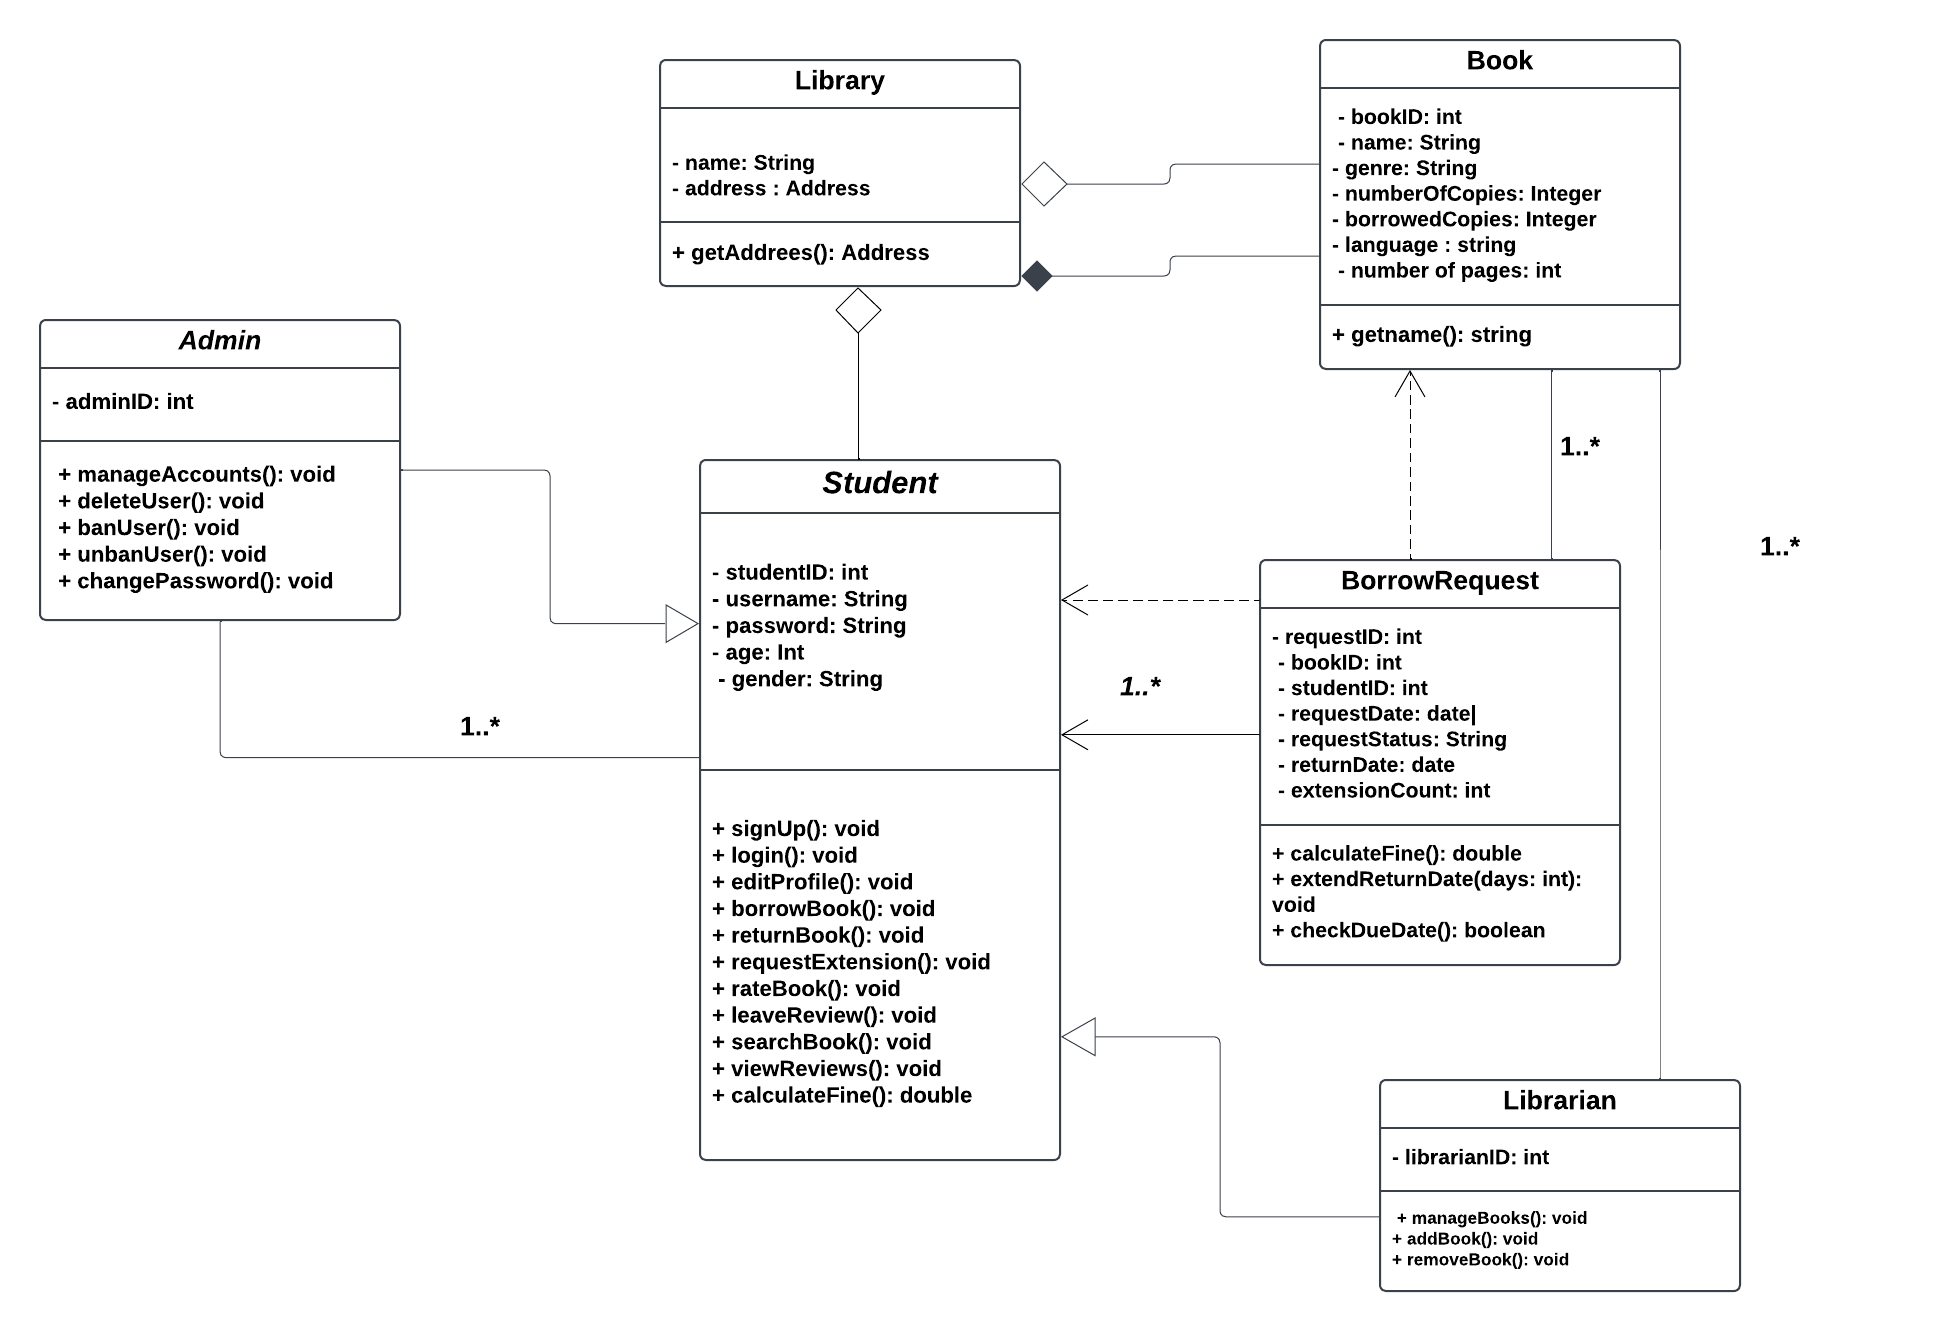 Library
- name: String
- address : Address
+ getAddrees(): Address
Book
- bookID: int
- name: String
- genre: String
- numberOfCopies: Integer
- borrowedCopies: Integer
- language : string
- number of pages: int
+ getname(): string
Admin
- adminID: int
+ manageAccounts(): void
+ deleteUser(): void
+ banUser(): void
+ unbanUser(): void
+ changePassword(): void
1..*
Student
- studentID: int
- username: String
- password: String
- age: Int
- gender: String
+ signUp(): void
+ login(): void
+ editProfile(): void
+ borrowBook(): void
+ returnBook(): void
+ requestExtension(): void
+ rateBook(): void
+ leaveReview(): void
+ searchBook(): void
+ viewReviews(): void
+ calculateFine(): double
1..*
1..*
1..*
BorrowRequest
- requestID: int
- bookID: int
- studentID: int
- requestDate: date|
- requestStatus: String
- returnDate: date
- extensionCount: int
+ calculateFine(): double
+ extendReturnDate(days: int):
void
+ checkDueDate(): boolean
Librarian
- librarianID: int
+ manageBooks(): void
+ addBook(): void
+ removeBook(): void